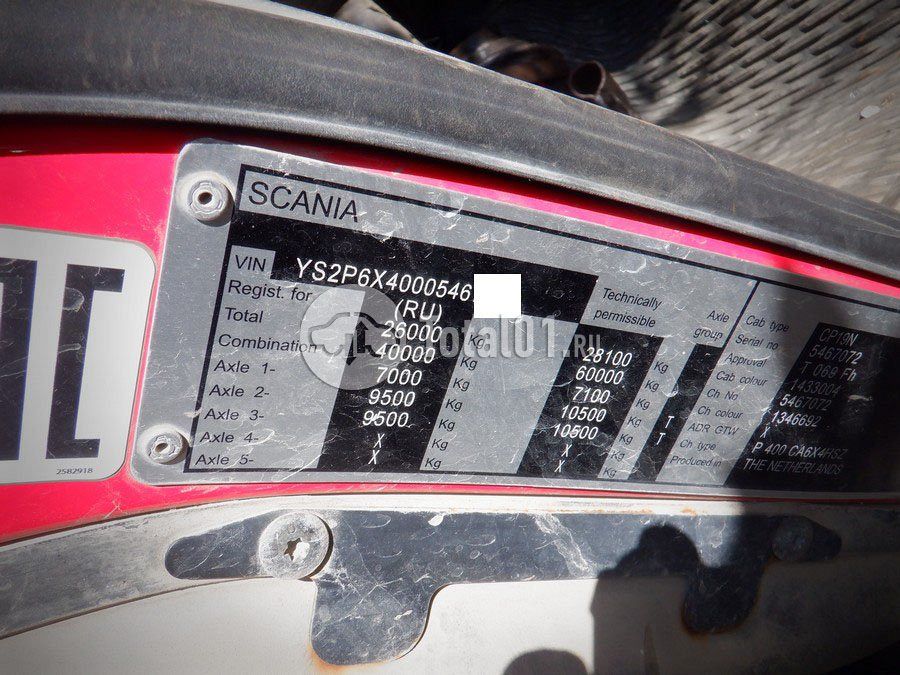 SCANIA
VIN YS2P6X4000546
Regist. for (RU) Technically permissible Axle group
Total 26000 Kg 28100 Kg
Combination 40000 Kg 60000 Kg
Axle 1- 7000 Kg 7100 Kg
Axle 2- 9500 Kg 10500 Kg T
Axle 3- 9500 Kg 10500 Kg T
Axle 4- X Kg X Kg
Axle 5- X Kg X Kg
Cab type CP19N
Serial no 5467072
Approval T 069 Fh
Cab colour 1433004
Ch No 5467072
Ch colour 1346692
ADR GTW X
Ch type P 400 CA6X4HSZ
Produced in THE NETHERLANDS
2582918
total01.ru